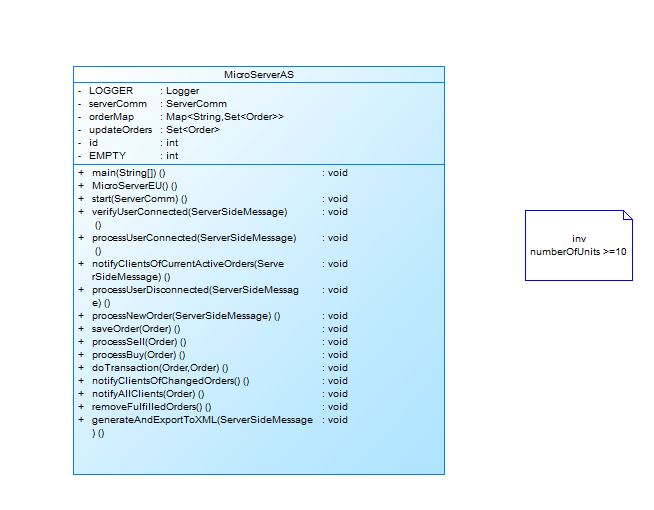 MicroServerAS
- LOGGER : Logger
- serverComm : ServerComm
- orderMap : Map<String,Set<Order>>
- updateOrders : Set<Order>
- id : int
- EMPTY : int
+ main(String[]) () : void
+ MicroServerEU() ()
+ start(ServerComm) () : void
+ verifyUserConnected(ServerSideMessage) : void
()
+ processUserConnected(ServerSideMessage) : void
()
+ notifyClientsOfCurrentActiveOrders(Serve : void
rSideMessage) ()
+ processUserDisconnected(ServerSideMessag : void
e) ()
+ processNewOrder(ServerSideMessage) () : void
+ saveOrder(Order) () : void
+ processSell(Order) () : void
+ processBuy(Order) () : void
+ doTransaction(Order,Order) () : void
+ notifyClientsOfChangedOrders() () : void
+ notifyAllClients(Order) () : void
+ removeFulfilledOrders() () : void
+ generateAndExportToXML(ServerSideMessage : void
) ()
inv
numberOfUnits >=10